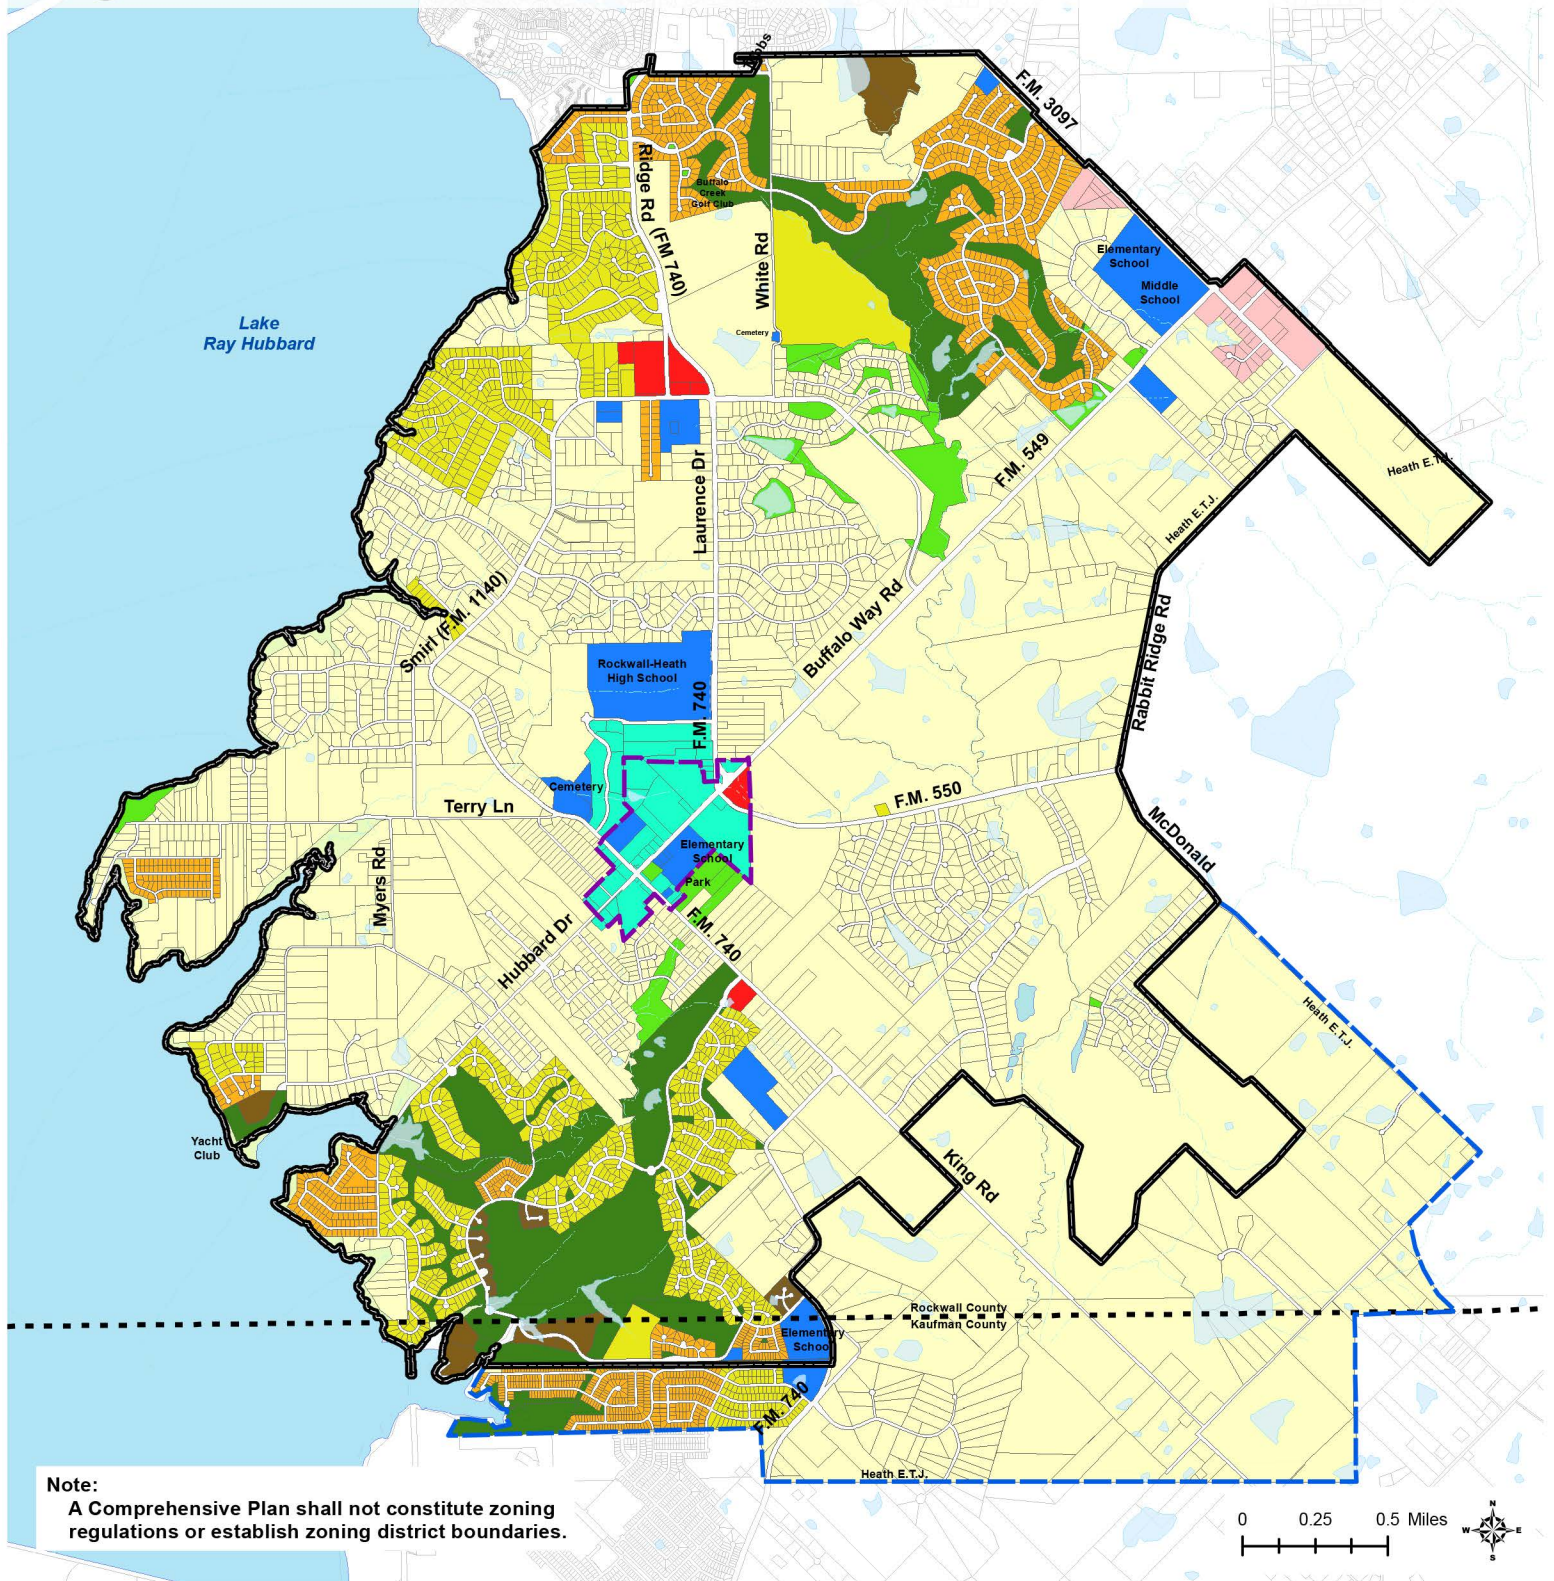 F.M. 3097
Ridge Rd (FM 740)
Buffalo
Creek
Golf Club
White Rd
Elementary
School
Middle
School
Lake
Ray Hubbard
Cemetery
Laurence Dr
F.M. 549
Heath E.T.J.
Heath E.T.J.
Smirl (F.M. 1140)
Buffalo Way Rd
Rabbit Ridge Rd
Rockwall-Heath
High School
F.M. 740
Cemetery
Terry Ln
F.M. 550
McDonald
Myers Rd
Elementary
School
Park
Hubbard Dr
F.M. 740
Heath E.T.J.
Yacht
Club
King Rd
Rockwall County
Kaufman County
Elementary
School
F.M. 740
Heath E.T.J.
Note:
A Comprehensive Plan shall not constitute zoning
regulations or establish zoning district boundaries.
0 0.25 0.5 Miles
N
W E
S